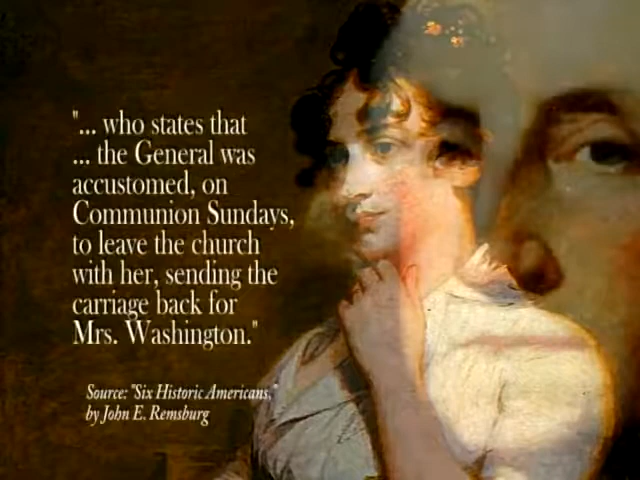 "... who states that
... the General was
accustomed, on
Communion Sundays,
to leave the church
with her, sending the
carriage back for
Mrs. Washington."
Source: "Six Historic Americans,"
by John E. Remsburg